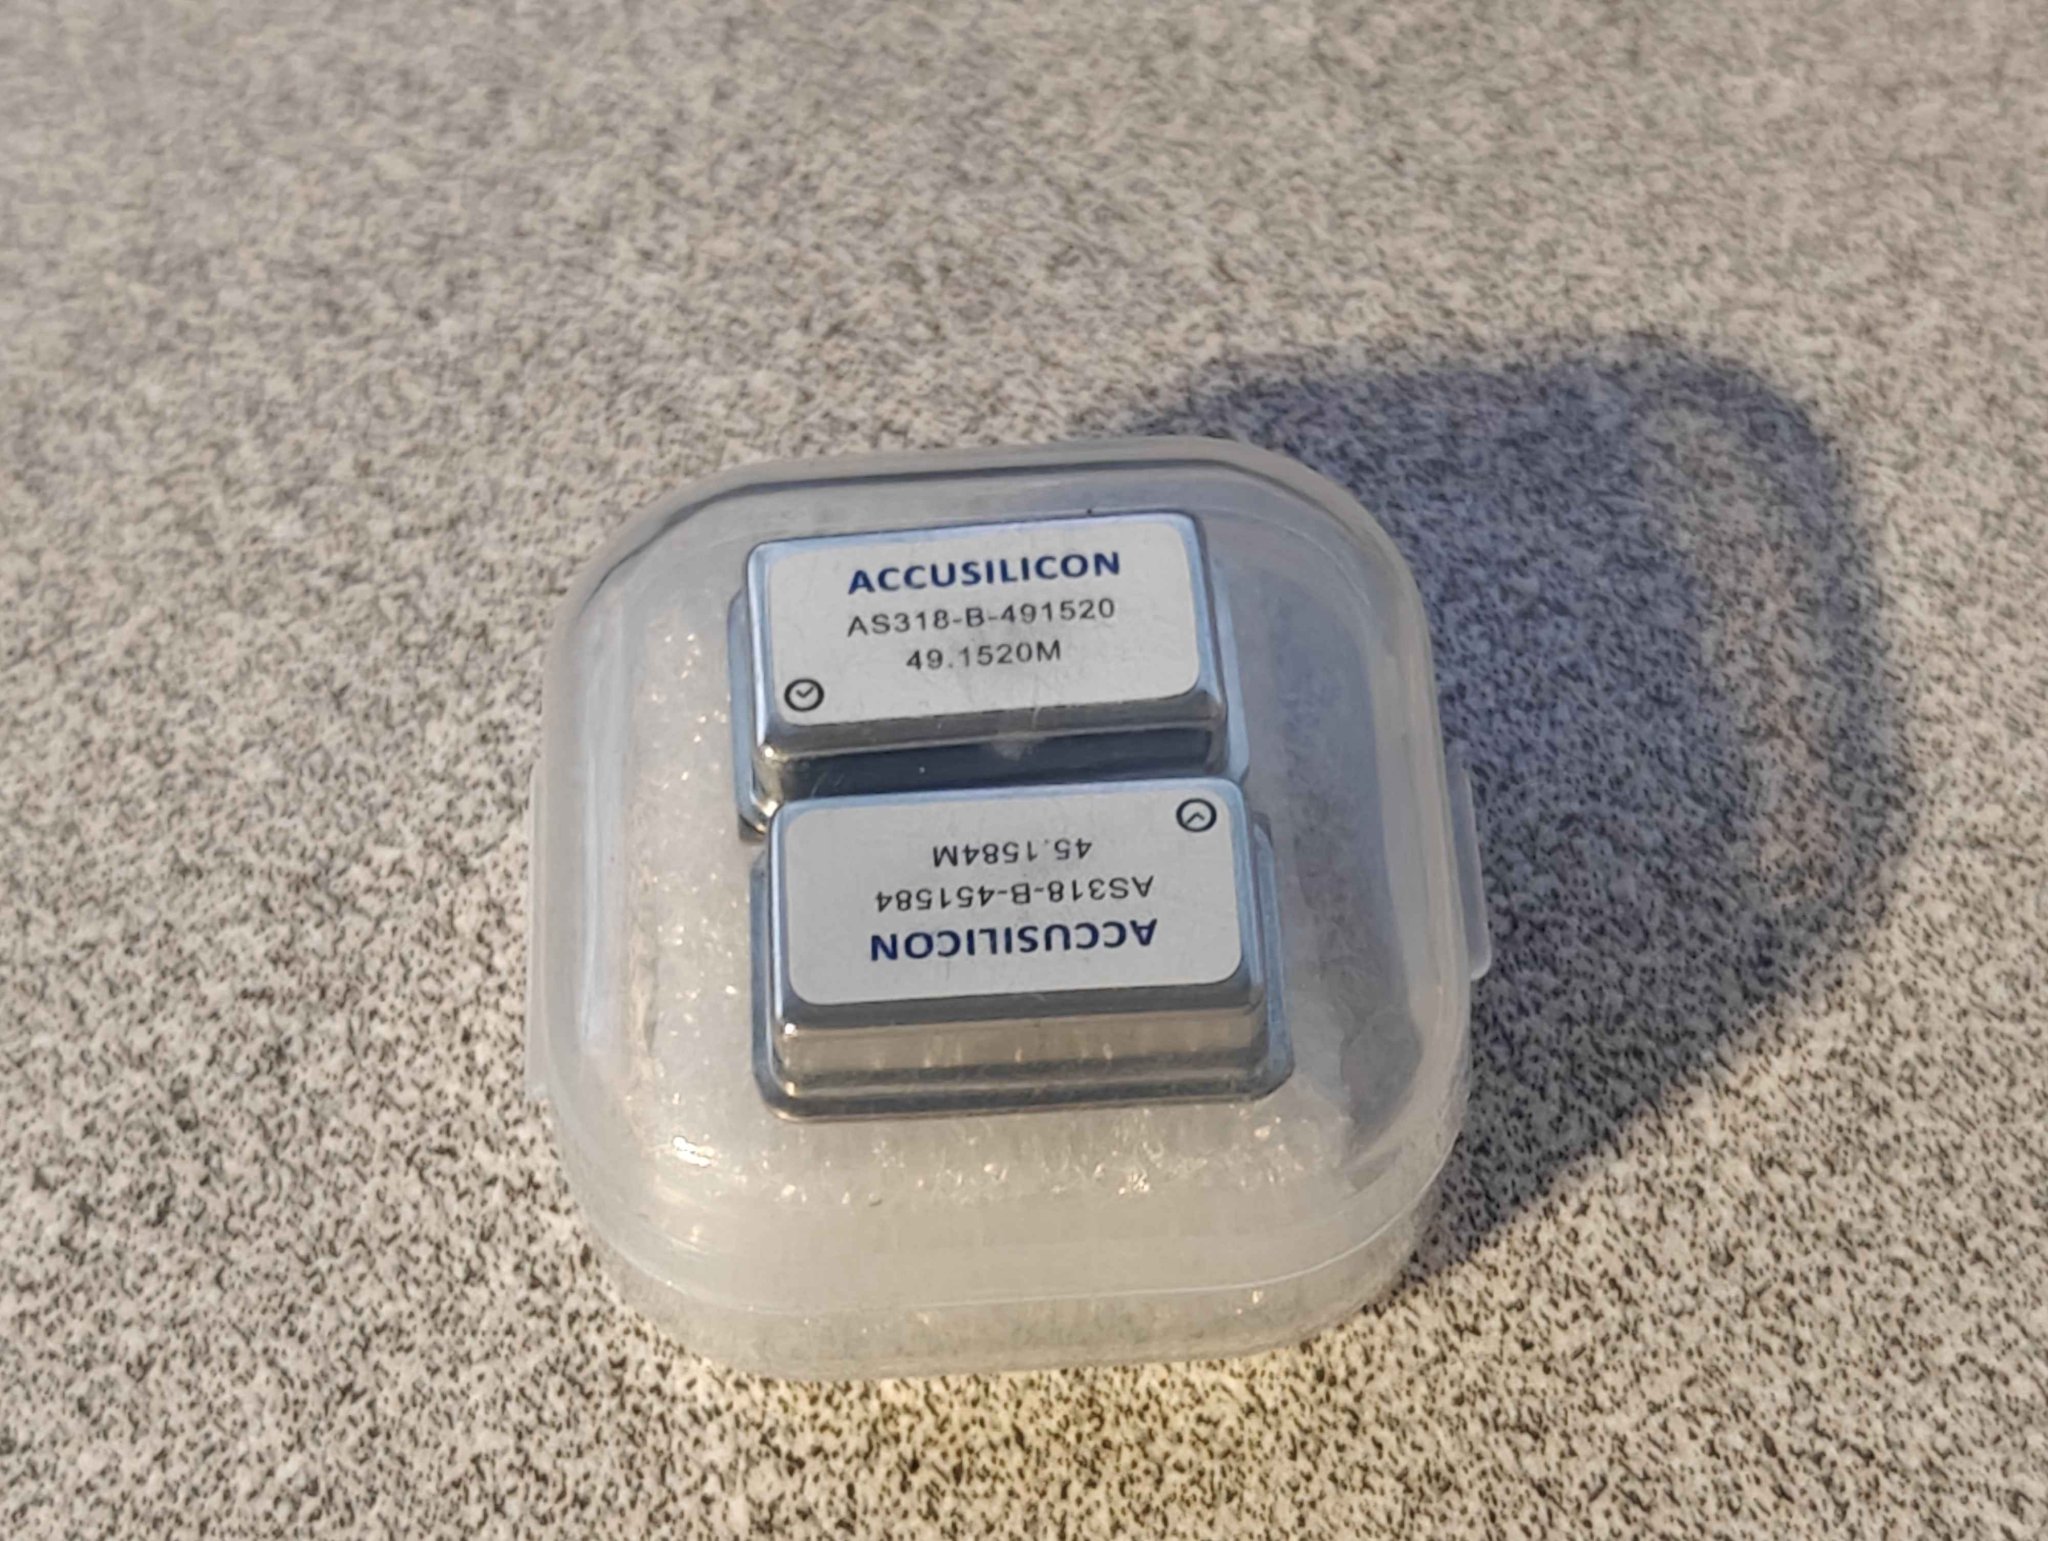 ACCUSILICON
AS318-B-491520
49.1520M
ACCUSILICON
AS318-B-451584
45.1584M